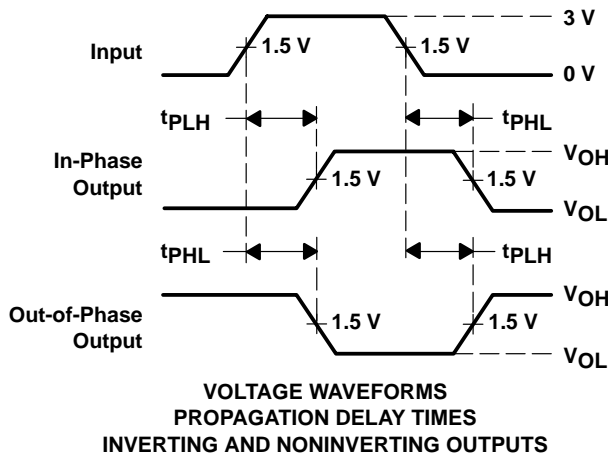 3 V
Input
1.5 V
1.5 V
0 V
tPLH
tPHL
In-Phase
Output
VOH
1.5 V
1.5 V
VOL
tPHL
tPLH
Out-of-Phase
Output
VOH
1.5 V
1.5 V
VOL
VOLTAGE WAVEFORMS
PROPAGATION DELAY TIMES
INVERTING AND NONINVERTING OUTPUTS